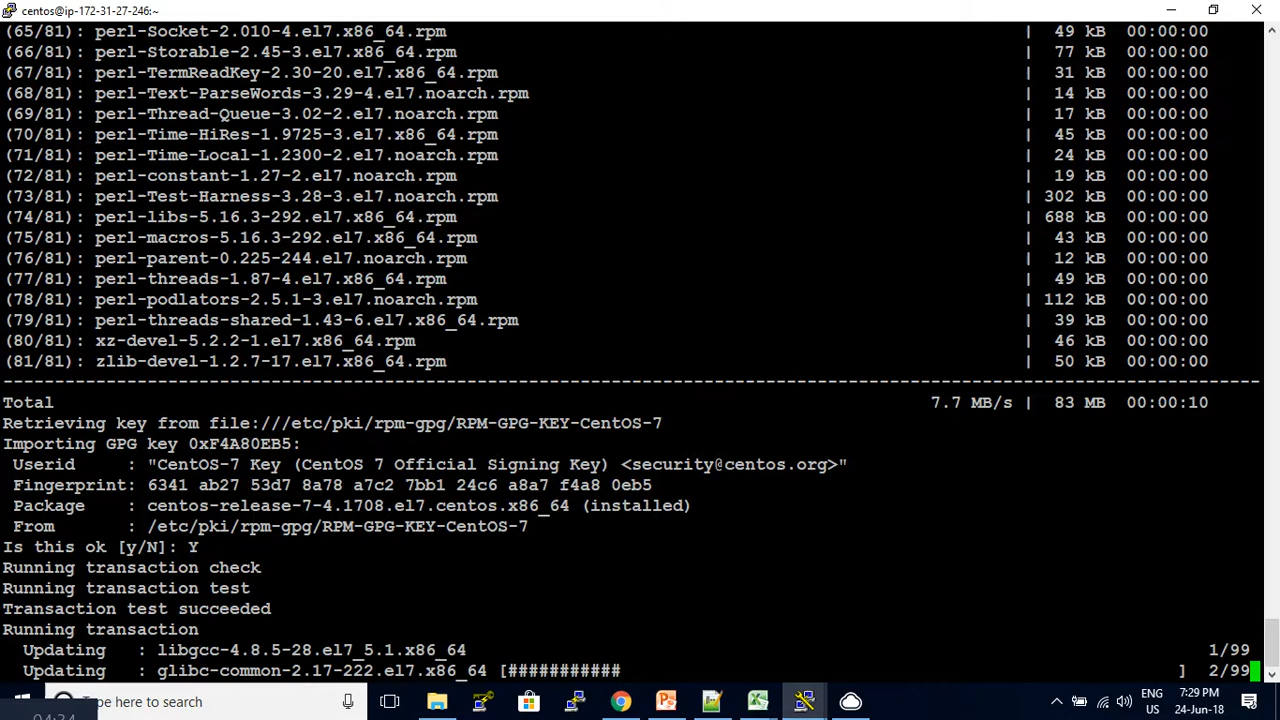 centos@ip-172-31-27-246:~
(65/81): perl-Socket-2.010-4.el7.x86_64.rpm | 49 kB 00:00:00
(66/81): perl-Storable-2.45-3.el7.x86_64.rpm | 77 kB 00:00:00
(67/81): perl-TermReadKey-2.30-20.el7.x86_64.rpm | 31 kB 00:00:00
(68/81): perl-Text-ParseWords-3.29-4.el7.noarch.rpm | 14 kB 00:00:00
(69/81): perl-Thread-Queue-3.02-2.el7.noarch.rpm | 17 kB 00:00:00
(70/81): perl-Time-HiRes-1.9725-3.el7.x86_64.rpm | 45 kB 00:00:00
(71/81): perl-Time-Local-1.2300-2.el7.noarch.rpm | 24 kB 00:00:00
(72/81): perl-constant-1.27-2.el7.noarch.rpm | 19 kB 00:00:00
(73/81): perl-Test-Harness-3.28-3.el7.noarch.rpm | 302 kB 00:00:00
(74/81): perl-libs-5.16.3-292.el7.x86_64.rpm | 688 kB 00:00:00
(75/81): perl-macros-5.16.3-292.el7.x86_64.rpm | 43 kB 00:00:00
(76/81): perl-parent-0.225-244.el7.noarch.rpm | 12 kB 00:00:00
(77/81): perl-threads-1.87-4.el7.x86_64.rpm | 49 kB 00:00:00
(78/81): perl-podlators-2.5.1-3.el7.noarch.rpm | 112 kB 00:00:00
(79/81): perl-threads-shared-1.43-6.el7.x86_64.rpm | 39 kB 00:00:00
(80/81): xz-devel-5.2.2-1.el7.x86_64.rpm | 46 kB 00:00:00
(81/81): zlib-devel-1.2.7-17.el7.x86_64.rpm | 50 kB 00:00:00
--------------------------------------------------------------------------------------------------------------------------
Total 7.7 MB/s | 83 MB 00:00:10
Retrieving key from file:///etc/pki/rpm-gpg/RPM-GPG-KEY-CentOS-7
Importing GPG key 0xF4A80EB5:
Userid : "CentOS-7 Key (CentOS 7 Official Signing Key) <security@centos.org>"
Fingerprint: 6341 ab27 53d7 8a78 a7c2 7bb1 24c6 a8a7 f4a8 0eb5
Package : centos-release-7-4.1708.el7.centos.x86_64 (installed)
From : /etc/pki/rpm-gpg/RPM-GPG-KEY-CentOS-7
Is this ok [y/N]: Y
Running transaction check
Running transaction test
Transaction test succeeded
Running transaction
Updating : libgcc-4.8.5-28.el7_5.1.x86_64 1/99
Updating : glibc-common-2.17-222.el7.x86_64 [########### ] 2/99
Type here to search
ENG
US
7:29 PM
24-Jun-18